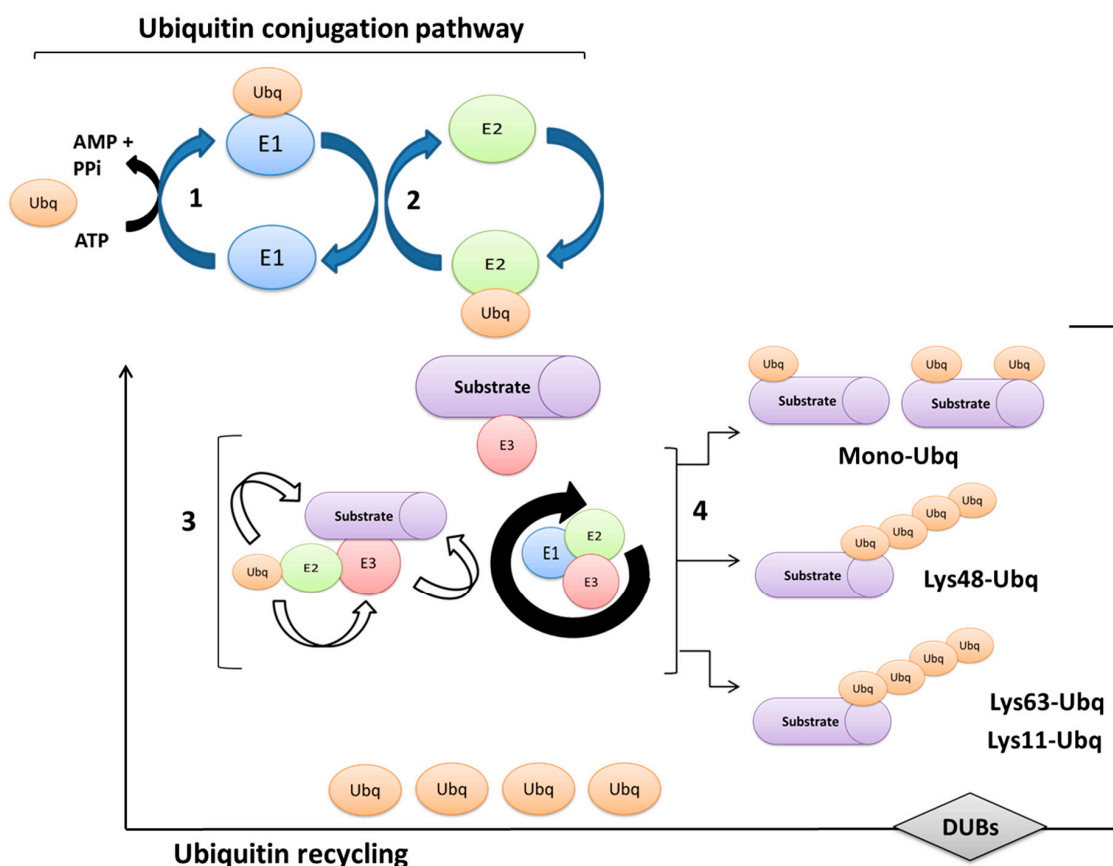 Ubiquitin conjugation pathway
Ubq
AMP +
PPi
E1
E2
Ubq
1
2
ATP
E1
E2
Ubq
Substrate
E3
Ubq
Ubq
Ubq
Substrate
Substrate
Mono-Ubq
3
Substrate
Ubq
E2
E3
E1
E2
E3
4
Ubq
Ubq
Ubq
Ubq
Substrate
Lys48-Ubq
Ubq
Ubq
Ubq
Ubq
Substrate
Lys63-Ubq
Lys11-Ubq
Ubq
Ubq
Ubq
Ubq
DUBs
Ubiquitin recycling